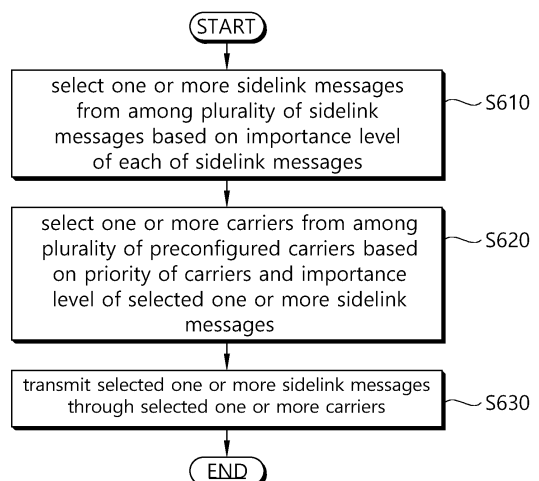 START
select one or more sidelink messages
from among plurality of sidelink
messages based on importance level
of each of sidelink messages
S610
select one or more carriers from among
plurality of preconfigured carriers based
on priority of carriers and importance
level of selected one or more sidelink
messages
S620
transmit selected one or more sidelink messages
through selected one or more carriers
S630
END